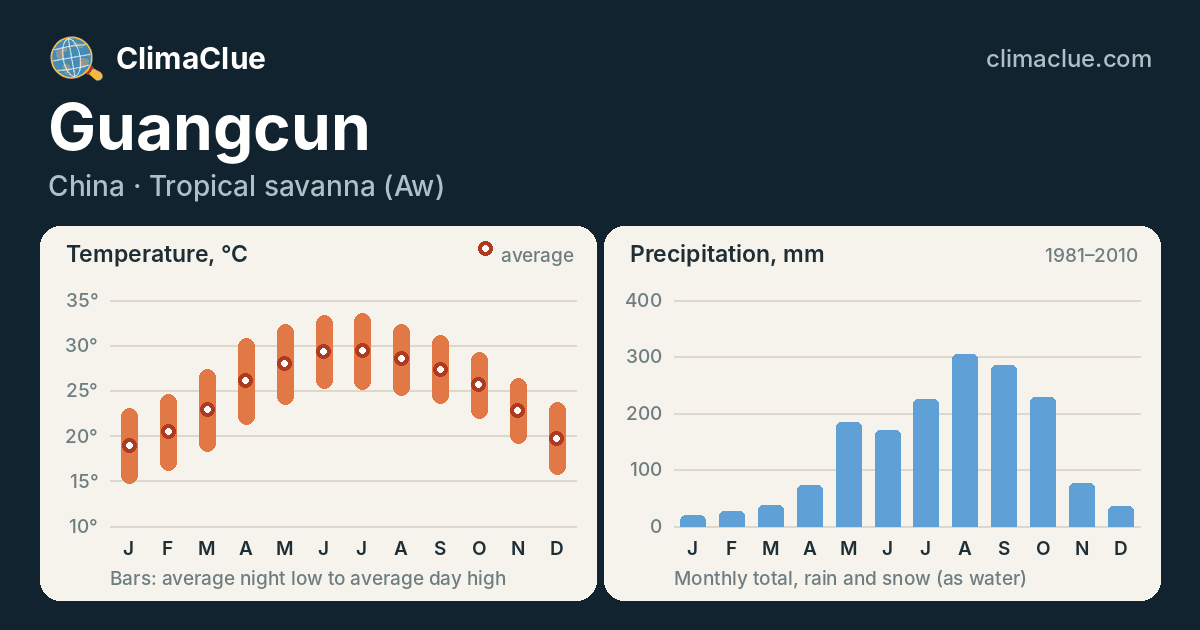 ClimaClue
climaclue.com
Guangcun
China · Tropical savanna (Aw)
Temperature, °C
average
35°
30°
25°
20°
15°
10°
J F M A M J J A S O N D
Bars: average night low to average day high
Precipitation, mm
1981–2010
400
300
200
100
0
J F M A M J J A S O N D
Monthly total, rain and snow (as water)